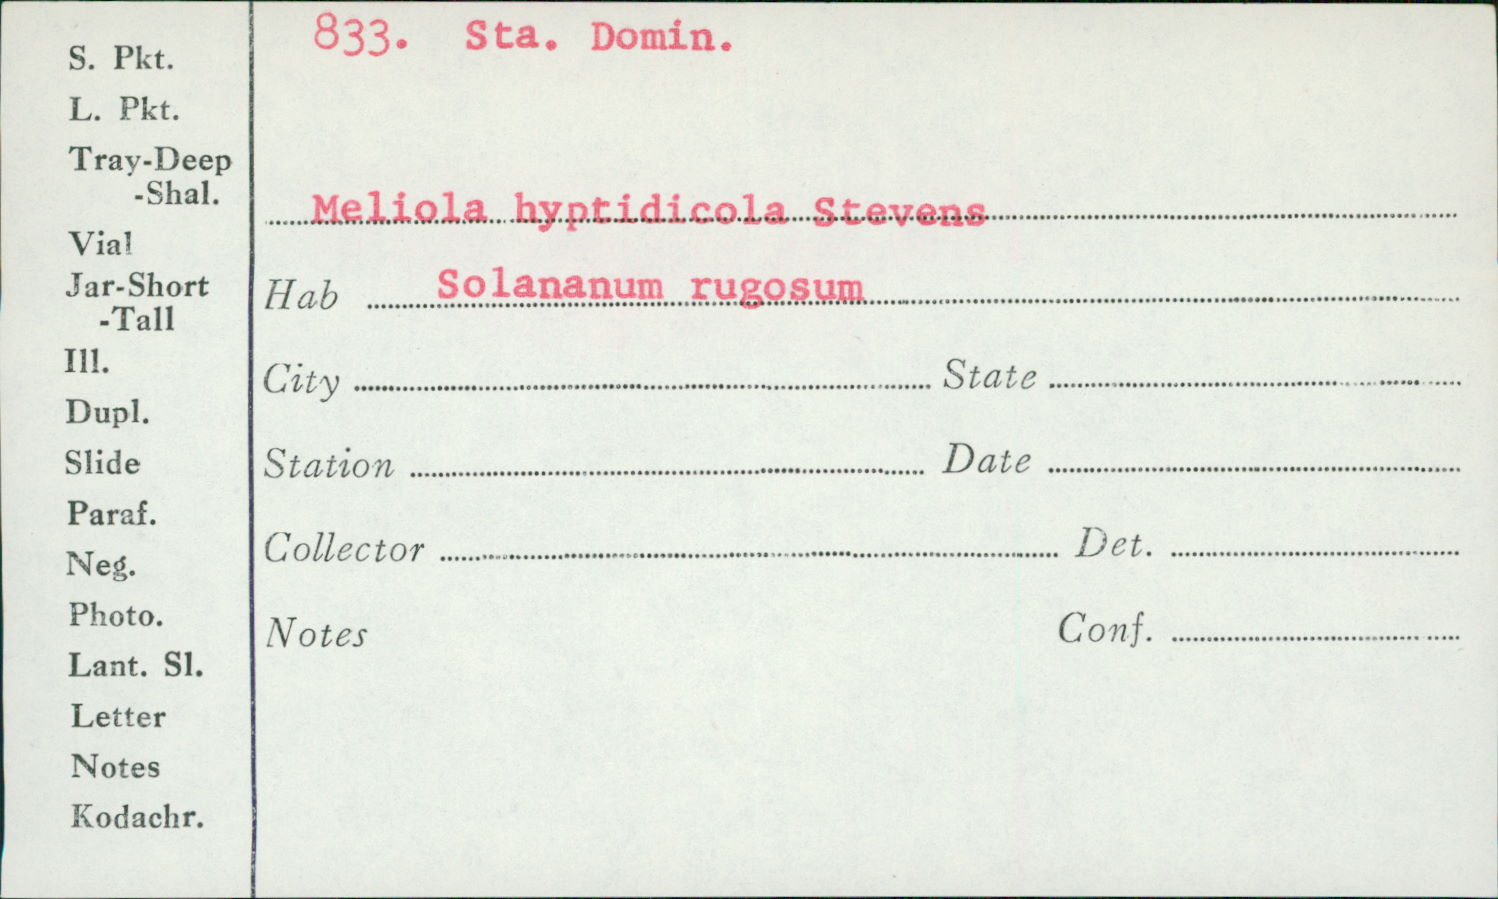 833. Sta. Domin.
S. Pkt.
L. Pkt.
Tray-Deep
-Shal.
Vial
Jar-Short
-Tall
Ill.
Dupl.
Slide
Paraf.
Neg.
Photo.
Lant. Sl.
Letter
Notes
Kodachr.
Meliola hyptidicola Stevens
Hab Solananum rugosum
City State
Station Date
Collector Det.
Notes Conf.